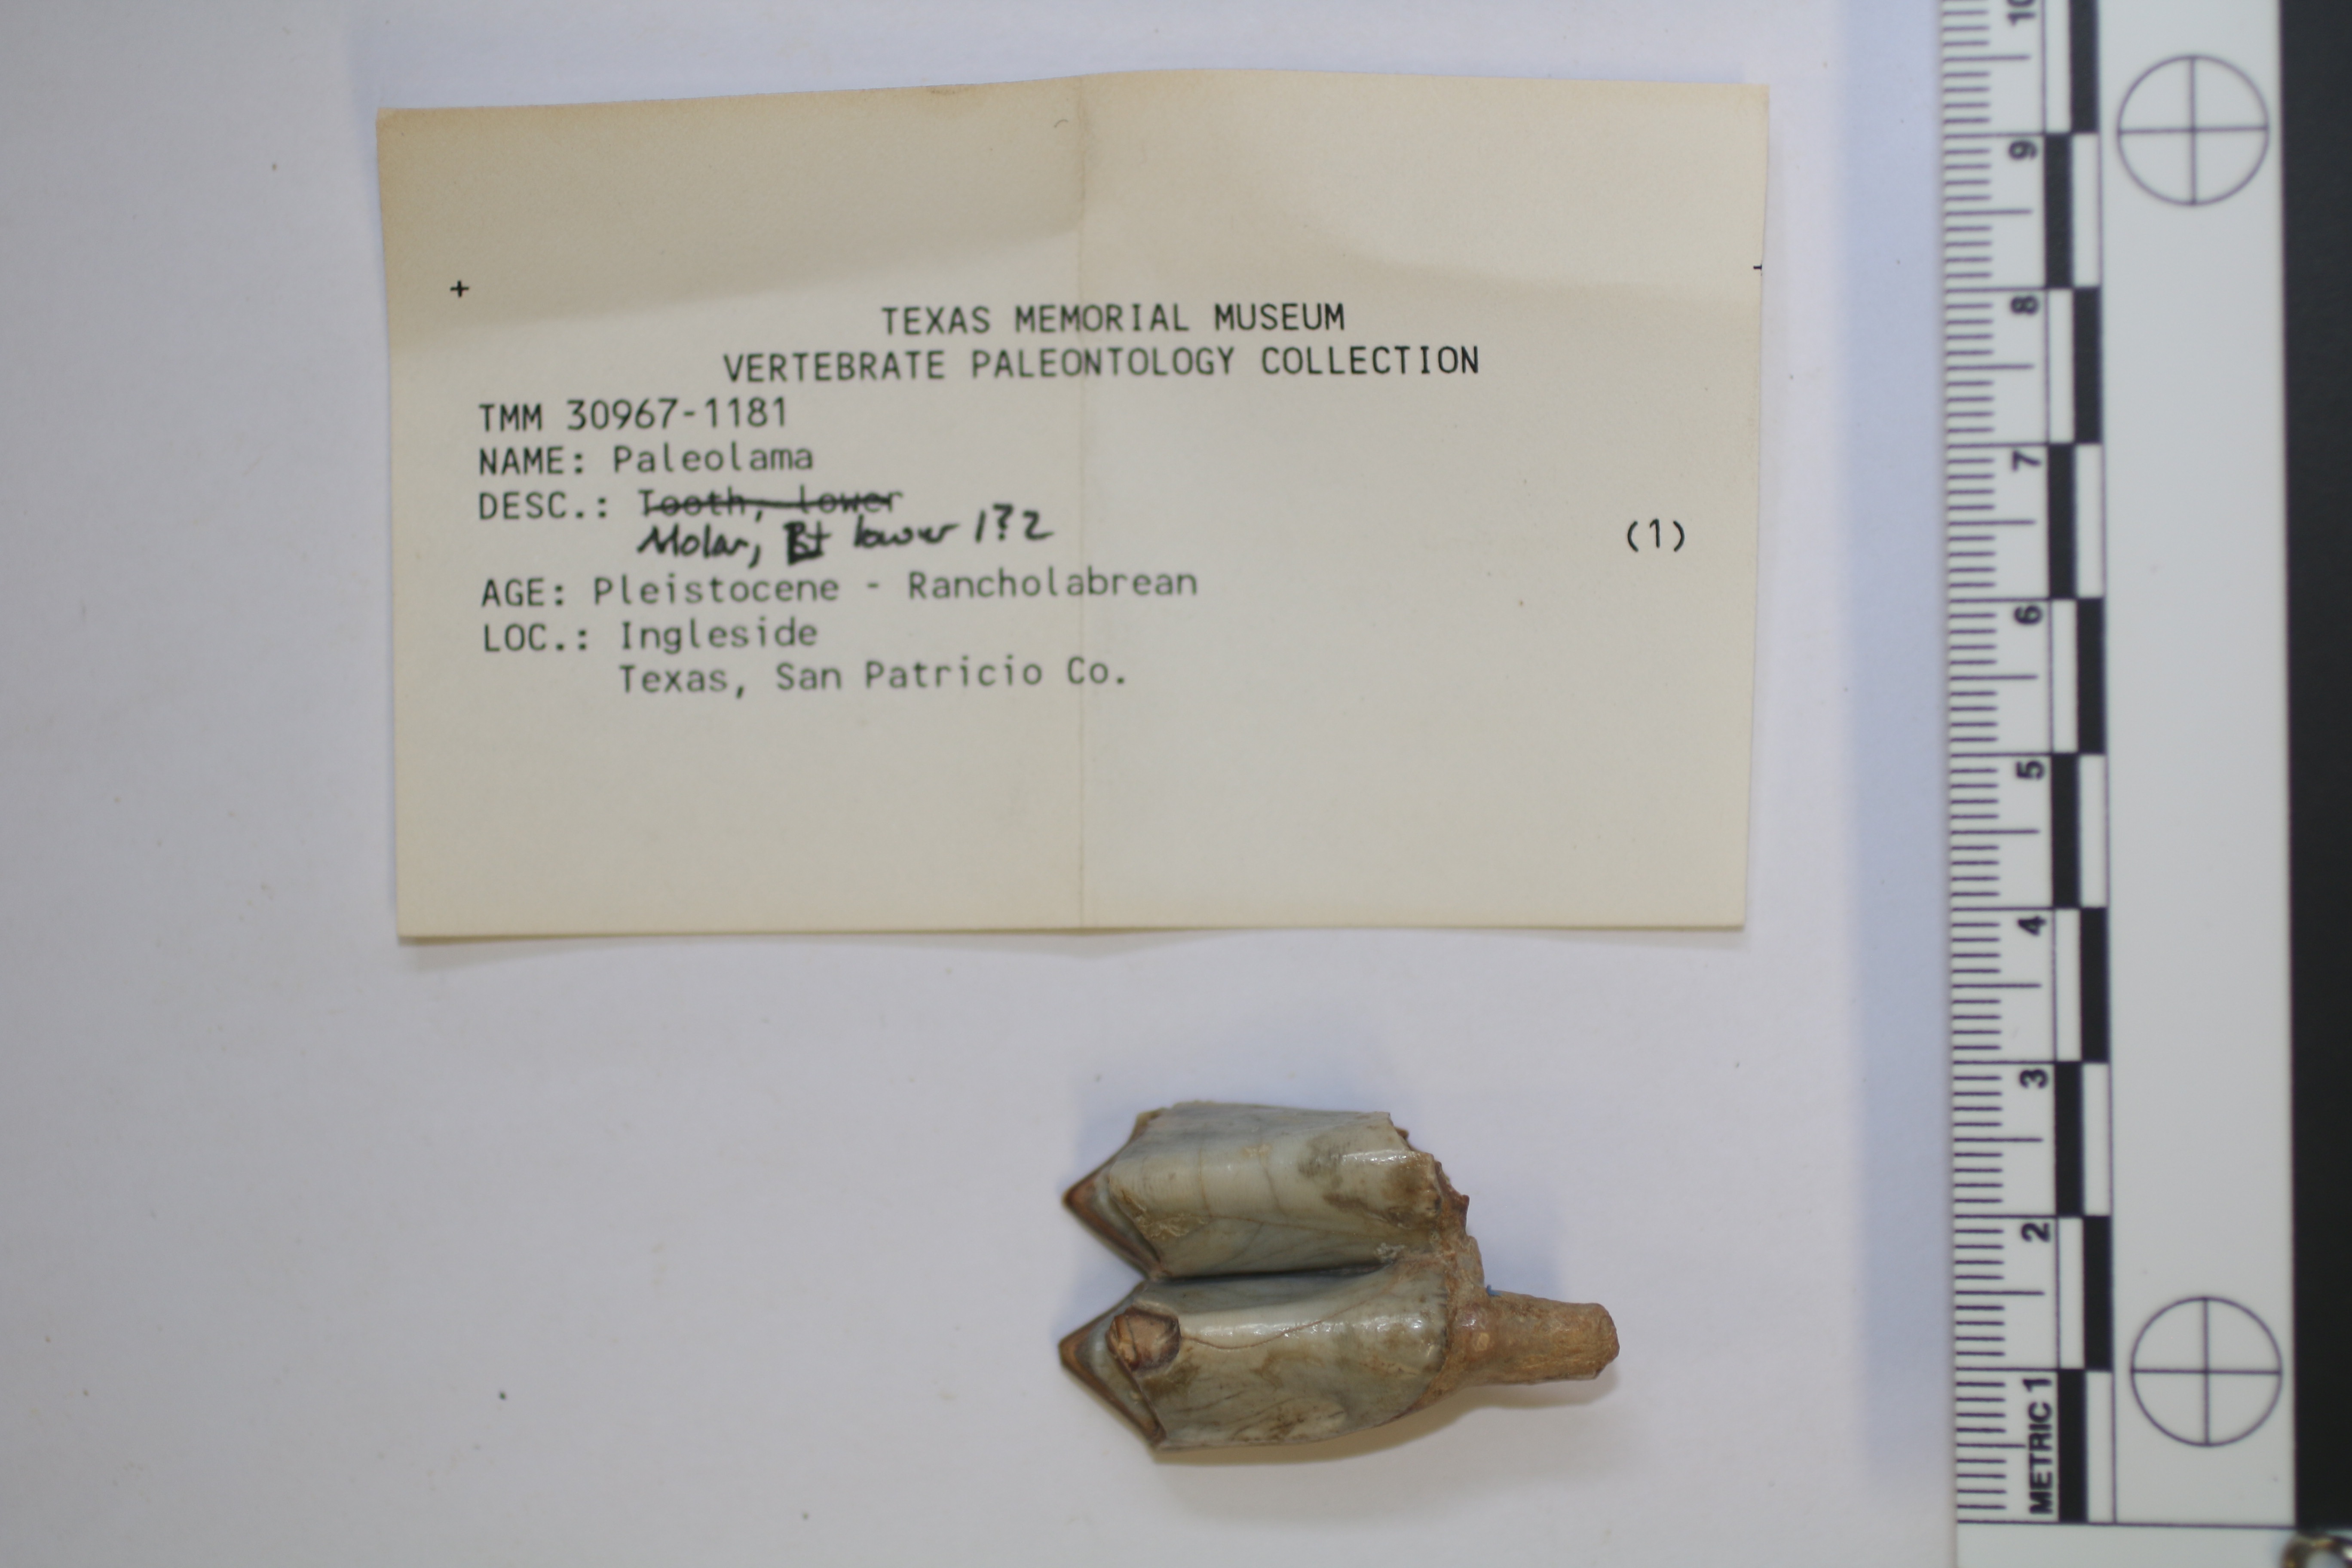 TEXAS MEMORIAL MUSEUM
VERTEBRATE PALEONTOLOGY COLLECTION
TMM 30967-1181
NAME: Paleolama
DESC.: Tooth, lower
Molar, lower 1?2
(1)
AGE: Pleistocene - Rancholabrean
LOC.: Ingleside
Texas, San Patricio Co.
10
9
8
7
6
5
4
3
2
METRIC 1